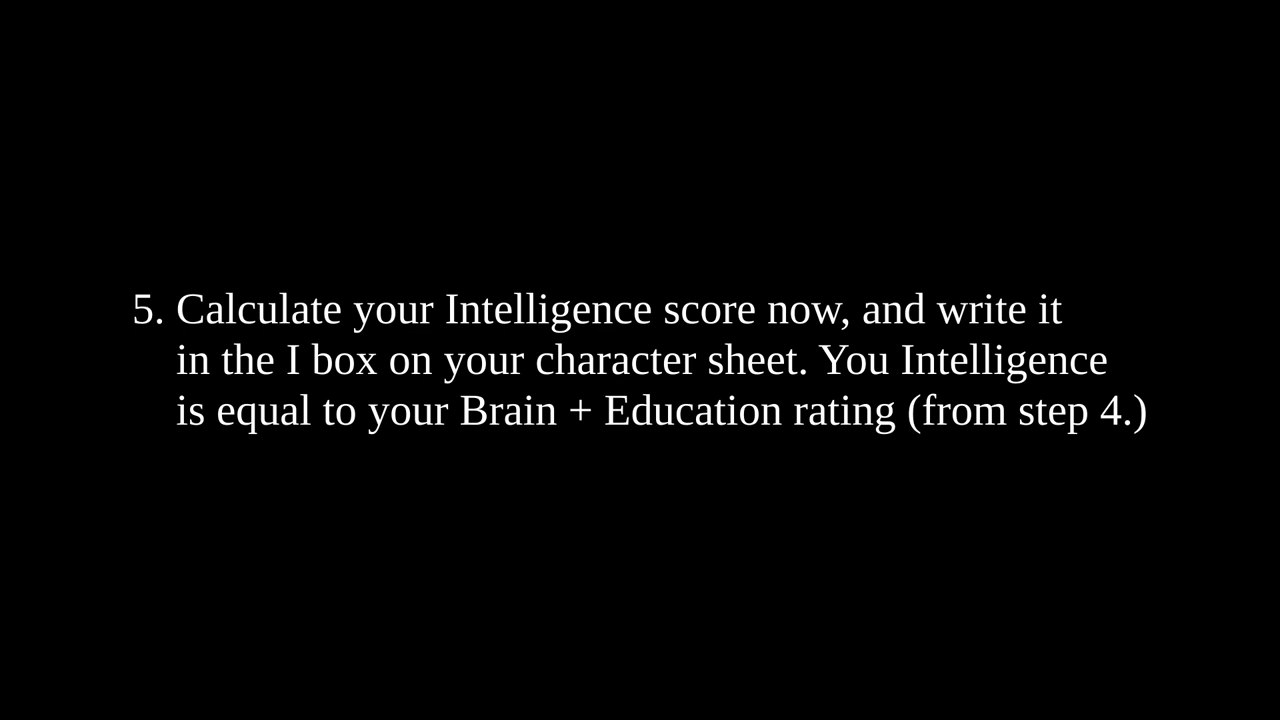 5. Calculate your Intelligence score now, and write it
in the I box on your character sheet. You Intelligence
is equal to your Brain + Education rating (from step 4.)